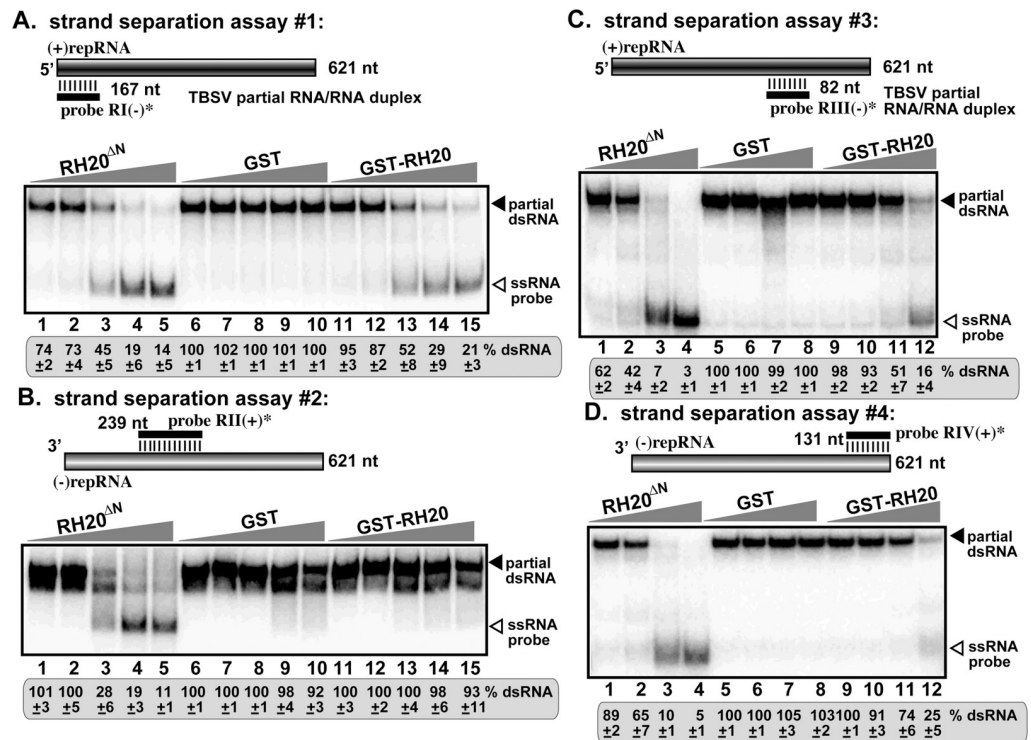 A. strand separation assay #1:
(+)repRNA
5’ 621 nt
167 nt
probe RI(-)*
TBSV partial RNA/RNA duplex
RH20ΔN GST GST-RH20
partial dsRNA
ssRNA probe
1 2 3 4 5 6 7 8 9 10 11 12 13 14 15
74 73 45 19 14 100 102 100 101 100 95 87 52 29 21 % dsRNA
±2 ±4 ±5 ±6 ±5 ±1 ±1 ±1 ±1 ±1 ±3 ±2 ±8 ±9 ±3
B. strand separation assay #2:
239 nt probe RII(+)*
3’ 621 nt
(-)repRNA
RH20ΔN GST GST-RH20
partial dsRNA
ssRNA probe
1 2 3 4 5 6 7 8 9 10 11 12 13 14 15
101 100 28 19 11 100 100 100 98 92 100 100 100 98 93 % dsRNA
±3 ±5 ±6 ±3 ±1 ±1 ±1 ±1 ±4 ±3 ±3 ±2 ±4 ±6 ±11
C. strand separation assay #3:
(+)repRNA
5’ 621 nt
82 nt
probe RIII(-)*
TBSV partial
RNA/RNA duplex
RH20ΔN GST GST-RH20
partial dsRNA
ssRNA probe
1 2 3 4 5 6 7 8 9 10 11 12
62 42 7 3 100 100 99 100 98 93 51 16 % dsRNA
±2 ±4 ±2 ±1 ±1 ±1 ±2 ±1 ±2 ±2 ±7 ±4
D. strand separation assay #4:
131 nt probe RIV(+)*
3’ (-)repRNA
621 nt
RH20ΔN GST GST-RH20
partial dsRNA
ssRNA probe
1 2 3 4 5 6 7 8 9 10 11 12
89 65 10 5 100 100 105 103 100 91 74 25 % dsRNA
±2 ±7 ±1 ±1 ±1 ±1 ±3 ±2 ±1 ±3 ±6 ±5